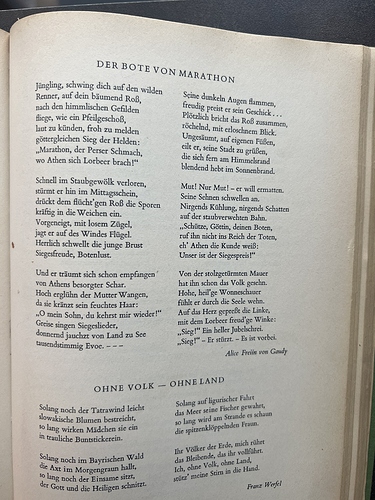 DER BOTE VON MARATHON
Jüngling, schwing dich auf den wilden
Renner, auf dein bäumend Roß,
nach den himmlischen Gefilden
fliege, wie ein Pfeilgeschoß,
laut zu künden, froh zu melden
göttergleichen Sieg der Helden:
„Marathon, der Perser Schmach,
wo Athen sich Lorbeer brach!“
Schnell im Staubgewölk verloren,
stürmt er hin im Mittagsschein,
drückt dem flücht'gen Roß die Sporen
kräftig in die Weichen ein.
Vorgeneigt, mit losem Zügel,
jagt er auf des Windes Flügel.
Herrlich schwellt die junge Brust
Siegesfreude, Botenlust.
Und er träumt sich schon empfangen
von Athens besorgter Schar.
Hoch erglühn der Mutter Wangen,
da sie kränzt sein feuchtes Haar:
„O mein Sohn, du kehrst mir wieder!“
Greise singen Siegeslieder,
donnernd jauchzt von Land zu See
tausendstimmig Evoe. – – –
Seine dunkeln Augen flammen,
freudig preist er sein Geschick . . .
Plötzlich bricht das Roß zusammen,
röchelnd, mit erloschnem Blick.
Ungesäumt, auf eigenen Füßen,
eilt er, seine Stadt zu grüßen,
die sich fern am Himmelsrand
blendend hebt im Sonnenbrand.
Mut! Nur Mut! – er will ermatten.
Seine Sehnen schwellen an.
Nirgends Kühlung, nirgends Schatten
auf der staubverwehten Bahn.
„Schütze, Göttin, deinen Boten,
ruf ihn nicht ins Reich der Toten,
eh' Athen die Kunde weiß:
Unser ist der Siegespreis!“
Von der stolzgetürmten Mauer
hat ihn schon das Volk gesehn.
Hohe, heil'ge Wonneschauer
fühlt er durch die Seele wehn.
Auf das Herz gepreßt die Linke,
mit dem Lorbeer freud'ge Winke:
„Sieg!“ Ein heller Jubelschrei.
„Sieg!“ – Er stürzt. – Es ist vorbei.
Alice Freiin von Gaudy
OHNE VOLK — OHNE LAND
Solang noch der Tatrawind leicht
slowakische Blumen bestreicht,
so lang wirken Mädchen sie ein
in trauliche Buntstickerein.
Solang noch im Bayrischen Wald
die Axt im Morgengraun hallt,
so lang noch der Einsame sitzt,
der Gott und die Heiligen schnitzt.
Solang auf ligurischer Fahrt
das Meer seine Fischer gewahrt,
so lang wird am Strande es schaun
die spitzenklöppelnden Fraun.
Ihr Völker der Erde, mich rührt
das Bleibende, das ihr vollführt.
Ich, ohne Volk, ohne Land,
stütz' meine Stirn in die Hand.
Franz Werfel